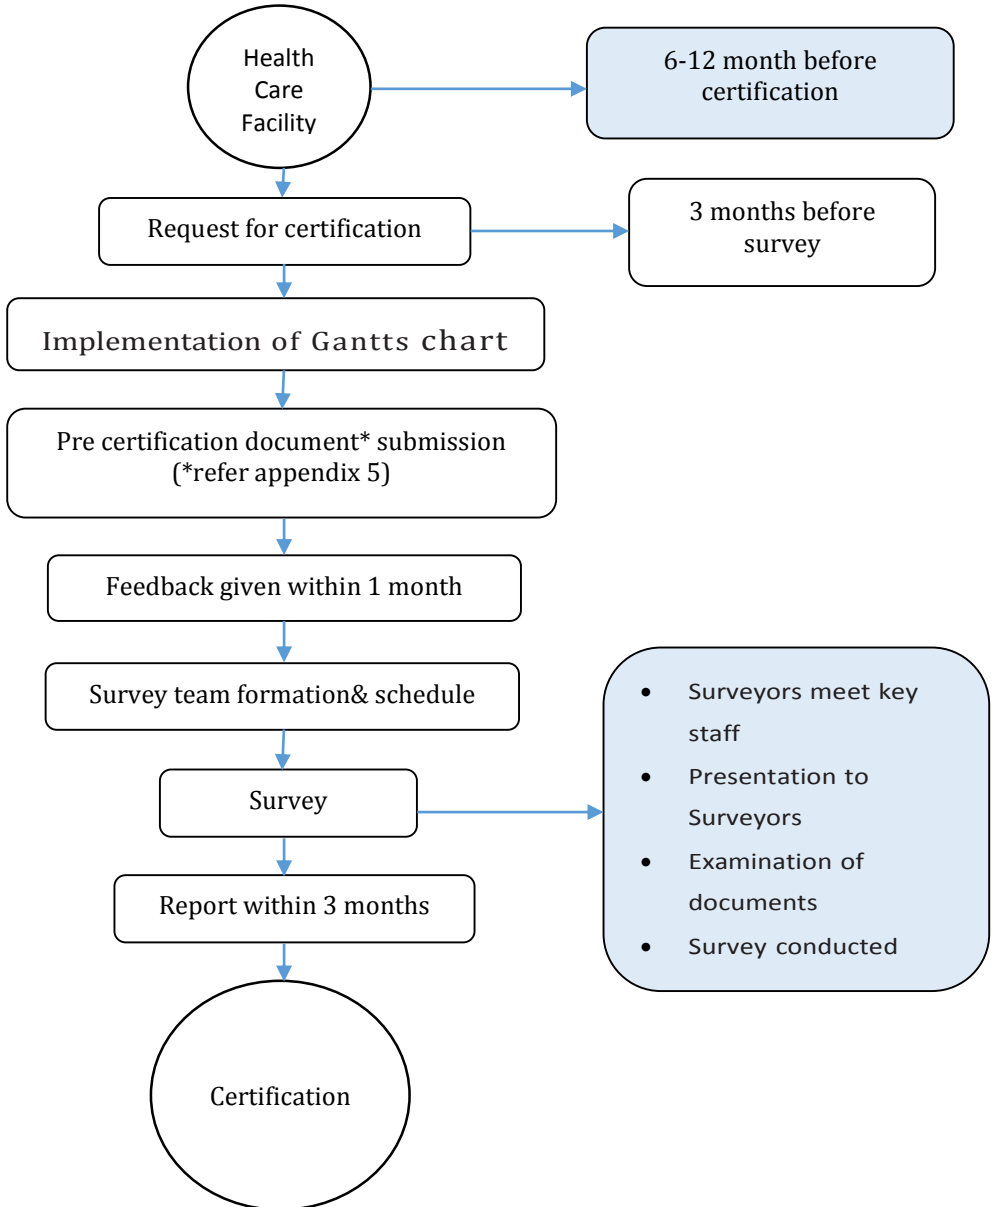 Health
Care
Facility
6-12 month before
certification
Request for certification
3 months before
survey
Implementation of Gantts chart
Pre certification document* submission
(*refer appendix 5)
Feedback given within 1 month
Survey team formation& schedule
Survey
• Surveyors meet key
staff
• Presentation to
Surveyors
• Examination of
documents
• Survey conducted
Report within 3 months
Certification